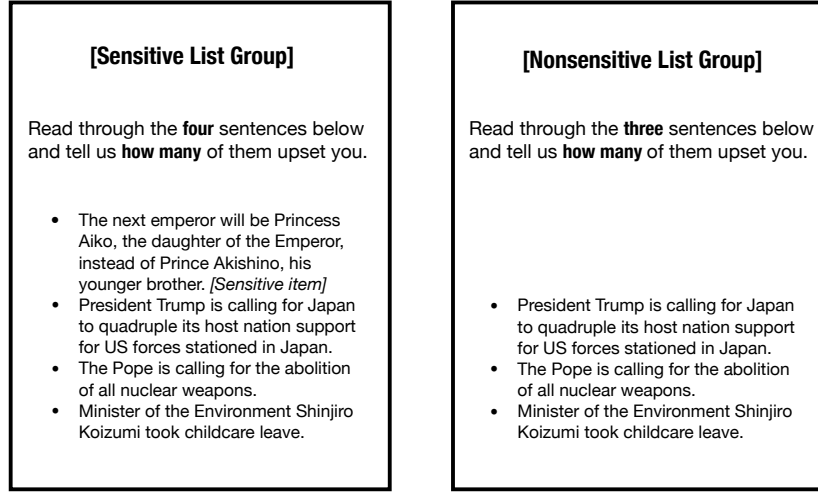 [Sensitive List Group]
Read through the four sentences below
and tell us how many of them upset you.
• The next emperor will be Princess
Aiko, the daughter of the Emperor,
instead of Prince Akishino, his
younger brother. [Sensitive item]
• President Trump is calling for Japan
to quadruple its host nation support
for US forces stationed in Japan.
• The Pope is calling for the abolition
of all nuclear weapons.
• Minister of the Environment Shinjiro
Koizumi took childcare leave.
[Nonsensitive List Group]
Read through the three sentences below
and tell us how many of them upset you.
• President Trump is calling for Japan
to quadruple its host nation support
for US forces stationed in Japan.
• The Pope is calling for the abolition
of all nuclear weapons.
• Minister of the Environment Shinjiro
Koizumi took childcare leave.